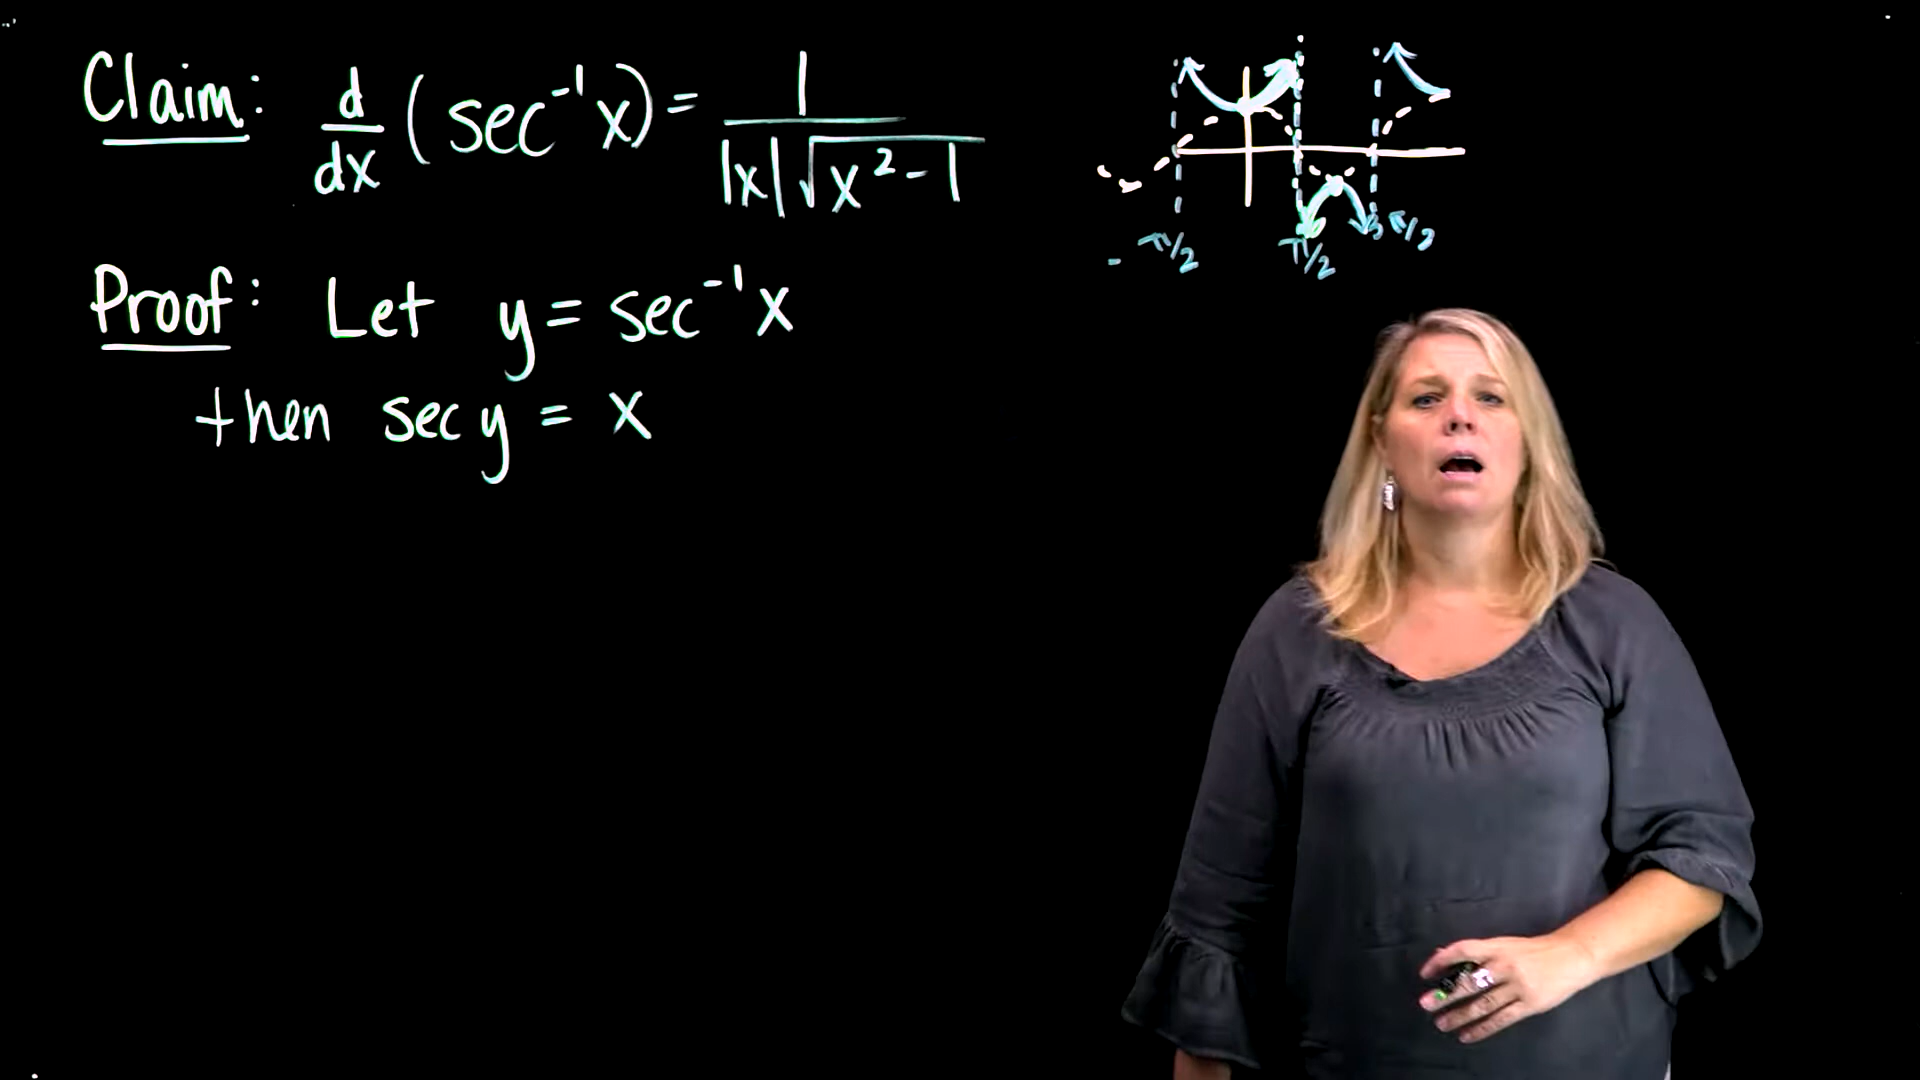 Claim: d/dx (sec⁻¹x) = 1/(|x|√(x²-1))
-π/2 π/2 3π/2
Proof: Let y = sec⁻¹x
then sec y = x